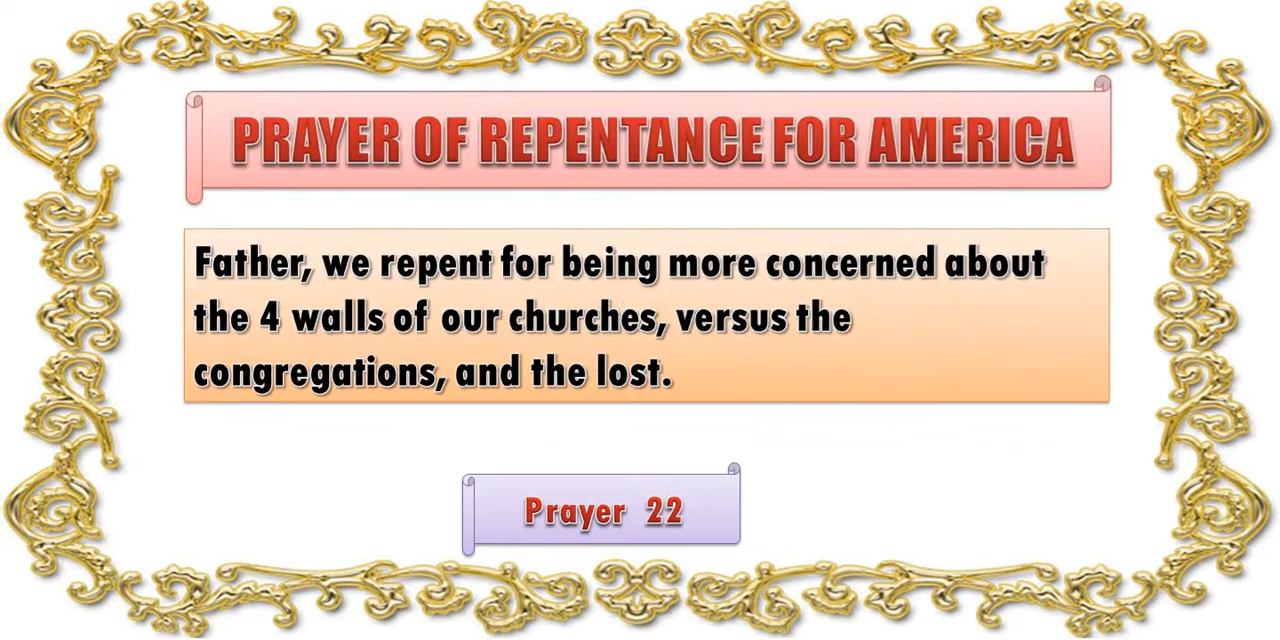 PRAYER OF REPENTANCE FOR AMERICA
Father, we repent for being more concerned about
the 4 walls of our churches, versus the
congregations, and the lost.
Prayer 22